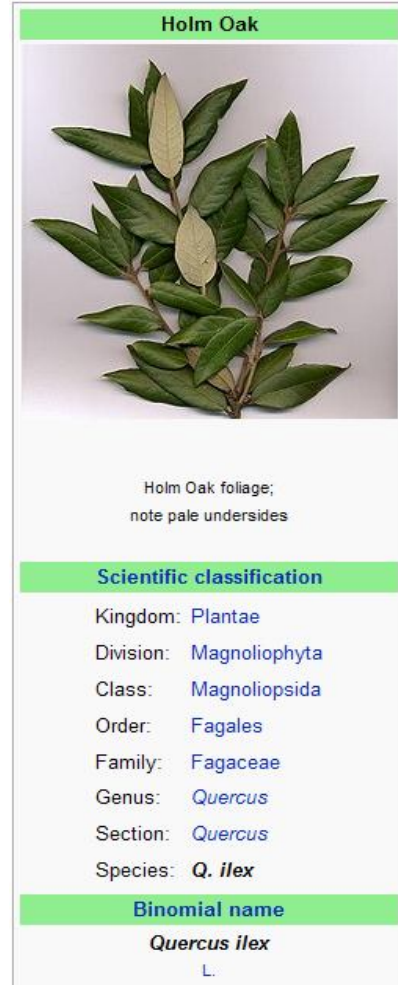 Holm Oak
Holm Oak foliage;
note pale undersides
Scientific classification
Kingdom: Plantae
Division: Magnoliophyta
Class: Magnoliopsida
Order: Fagales
Family: Fagaceae
Genus: Quercus
Section: Quercus
Species: Q. ilex
Binomial name
Quercus ilex
L.